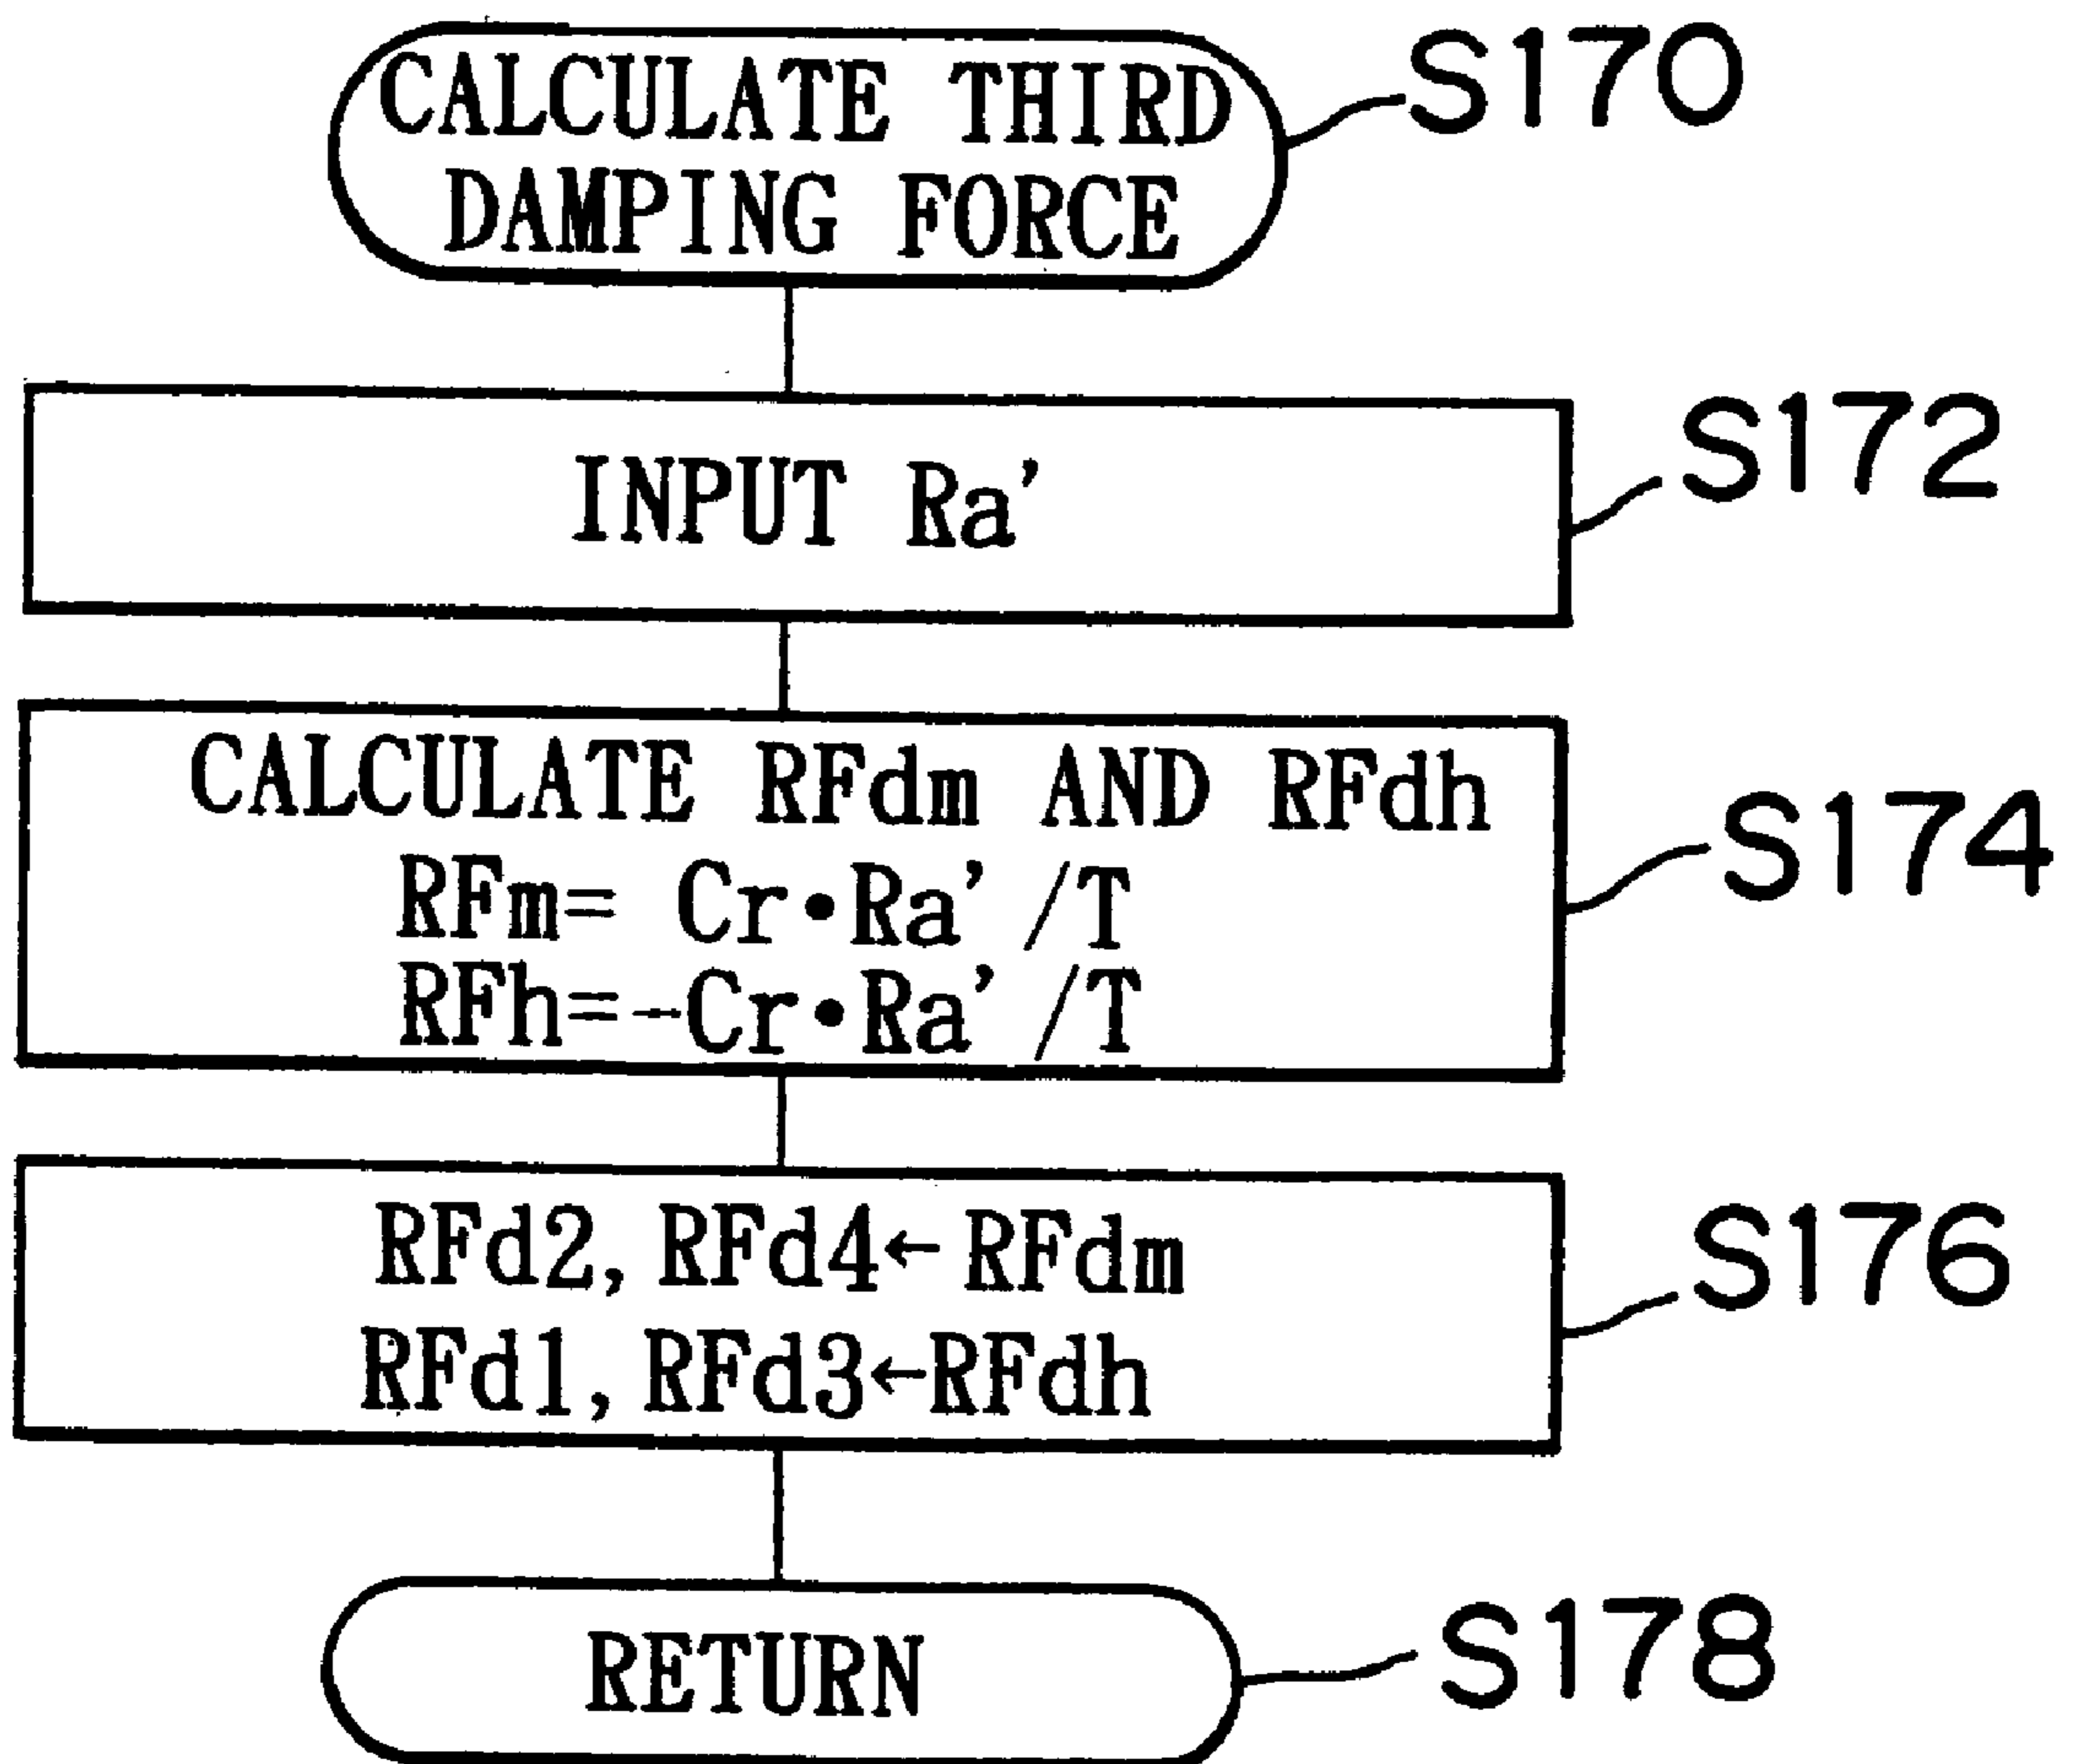 CALCULATE THIRD
DAMPING FORCE
S170
INPUT Ra'
S172
CALCULATE RFdm AND RFdh
RFm= Cr•Ra' /T
RFh=-Cr•Ra' /T
S174
RFd2, RFd4← RFdm
RFd1, RFd3←RFdh
S176
RETURN
S178